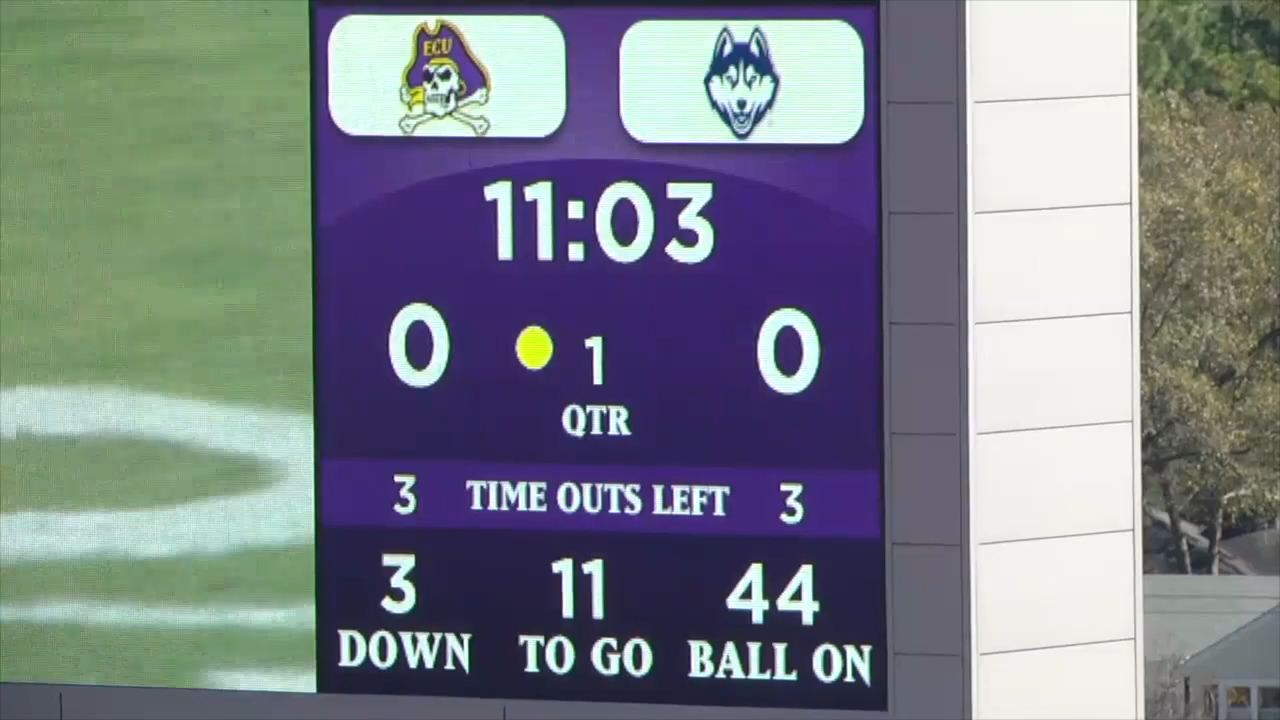 ECU
11:03
0 1 0
QTR
3 TIME OUTS LEFT 3
3 11 44
DOWN TO GO BALL ON